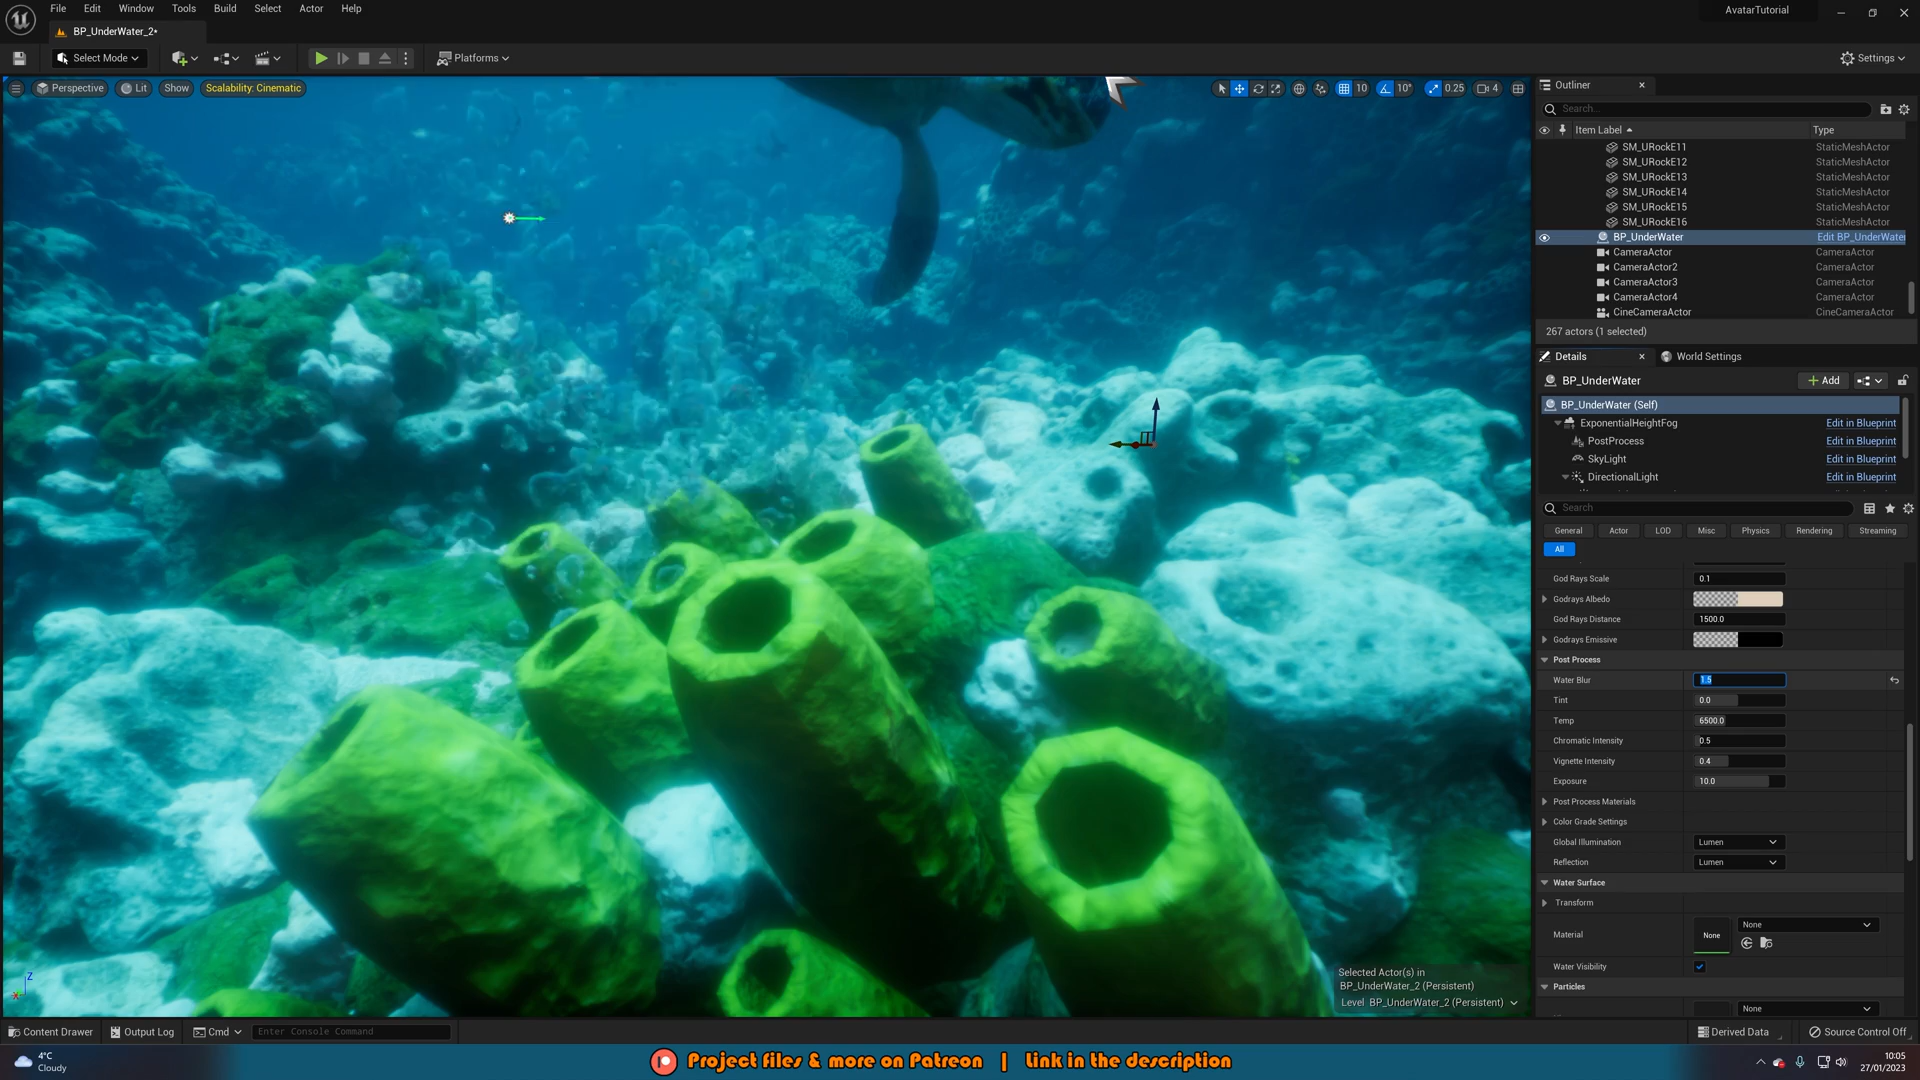 File Edit Window Tools Build Select Actor Help
AvatarTutorial
BP_UnderWater_2*
Select Mode
Platforms
Settings
Perspective Lit Show Scalability: Cinematic
10 10° 0.25 4
Outliner
Search...
Item Label Type
SM_URockE11 StaticMeshActor
SM_URockE12 StaticMeshActor
SM_URockE13 StaticMeshActor
SM_URockE14 StaticMeshActor
SM_URockE15 StaticMeshActor
SM_URockE16 StaticMeshActor
BP_UnderWater Edit BP_UnderWater
CameraActor CameraActor
CameraActor2 CameraActor
CameraActor3 CameraActor
CameraActor4 CameraActor
CineCameraActor CineCameraActor
267 actors (1 selected)
Details World Settings
BP_UnderWater + Add
BP_UnderWater (Self)
ExponentialHeightFog Edit in Blueprint
PostProcess Edit in Blueprint
SkyLight Edit in Blueprint
DirectionalLight Edit in Blueprint
Search
General Actor LOD Misc Physics Rendering Streaming
All
God Rays Scale 0.1
Godrays Albedo
God Rays Distance 1500.0
Godrays Emissive
Post Process
Water Blur 1.5
Tint 0.0
Temp 6500.0
Chromatic Intensity 0.5
Vignette Intensity 0.4
Exposure 10.0
Post Process Materials
Color Grade Settings
Global Illumination Lumen
Reflection Lumen
Water Surface
Transform
Material None None
Water Visibility
Particles
None
Selected Actor(s) in
BP_UnderWater_2 (Persistent)
Level BP_UnderWater_2 (Persistent)
Z
X
Content Drawer Output Log Cmd Enter Console Command
Derived Data Source Control Off
4°C
Cloudy
Project files & more on Patreon | Link in the description
10:05
27/01/2023